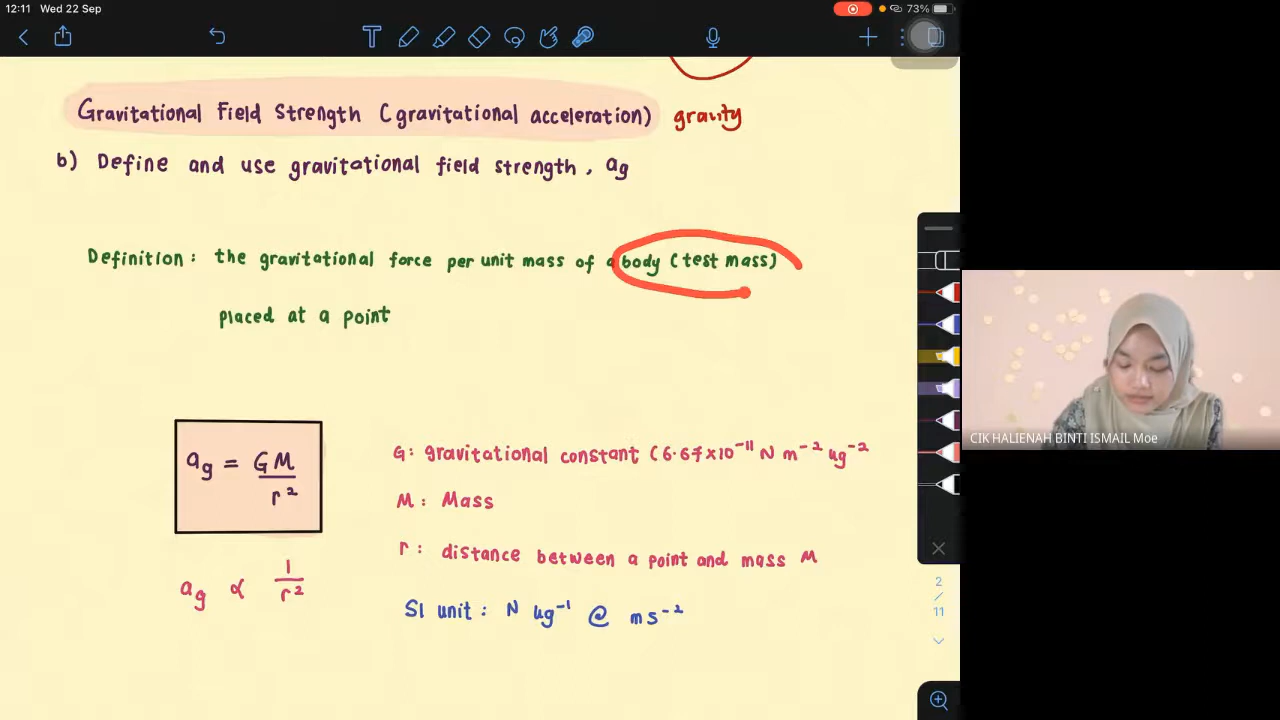 12:11 Wed 22 Sep
73%
Gravitational Field Strength (gravitational acceleration) gravity
b) Define and use gravitational field strength, ag
Definition: the gravitational force per unit mass of a body (test mass)
placed at a point
ag = GM
r²
G: gravitational constant (6.67x10⁻¹¹ N m⁻² kg⁻²
M: Mass
r: distance between a point and mass M
ag ∝ 1
r²
SI unit: N kg⁻¹ @ ms⁻²
2
/
11
CIK HALIENAH BINTI ISMAIL Moe